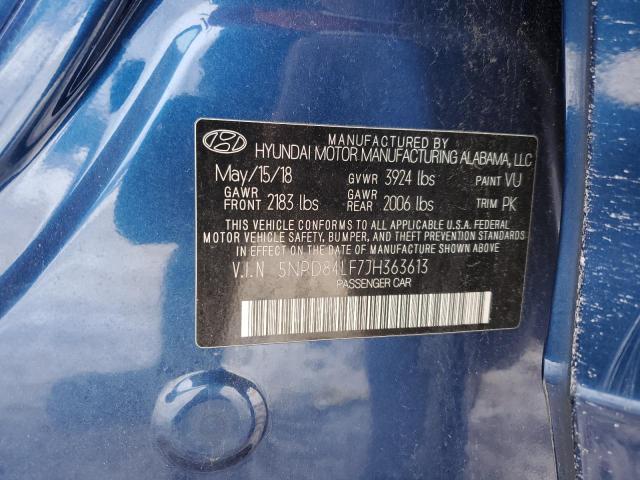 MANUFACTURED BY
HYUNDAI MOTOR MANUFACTURING ALABAMA, LLC
May/15/18 GVWR 3924 lbs PAINT VU
GAWR FRONT 2183 lbs GAWR REAR 2006 lbs TRIM PK
THIS VEHICLE CONFORMS TO ALL APPLICABLE U.S.A. FEDERAL
MOTOR VEHICLE SAFETY, BUMPER, AND THEFT PREVENTION STANDARDS
IN EFFECT ON THE DATE OF MANUFACTURE SHOWN ABOVE.
V.I.N 5NPD84LF7JH363613
PASSENGER CAR